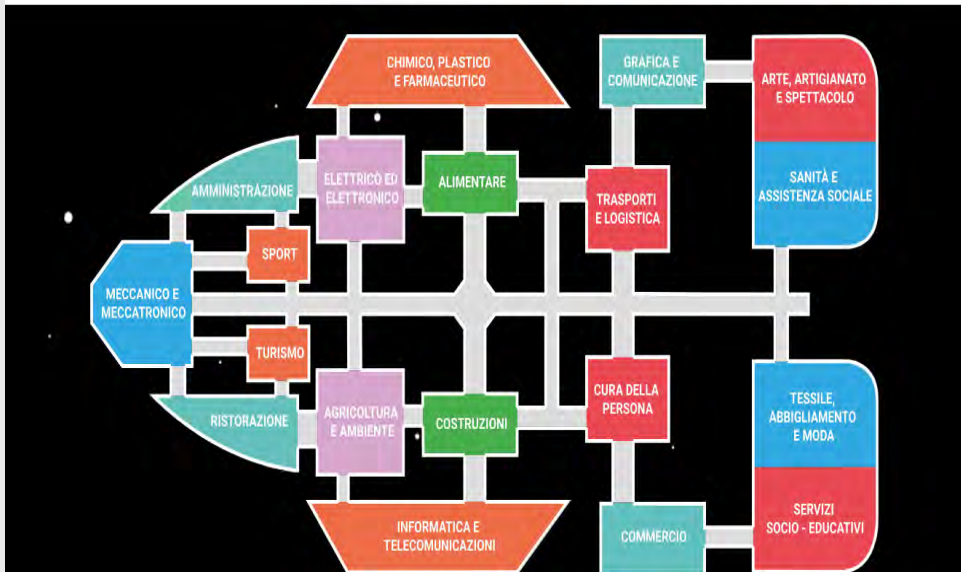 CHIMICO, PLASTICO
E FARMACEUTICO
GRAFICA E
COMUNICAZIONE
ARTE, ARTIGIANATO
E SPETTACOLO
AMMINISTRAZIONE
ELETTRICO ED
ELETTRONICO
ALIMENTARE
TRASPORTI
E LOGISTICA
SANITÀ E
ASSISTENZA SOCIALE
SPORT
MECCANICO E
MECCATRONICO
TURISMO
RISTORAZIONE
AGRICOLTURA
E AMBIENTE
COSTRUZIONI
CURA DELLA
PERSONA
TESSILE,
ABBIGLIAMENTO
E MODA
INFORMATICA E
TELECOMUNICAZIONI
COMMERCIO
SERVIZI
SOCIO - EDUCATIVI